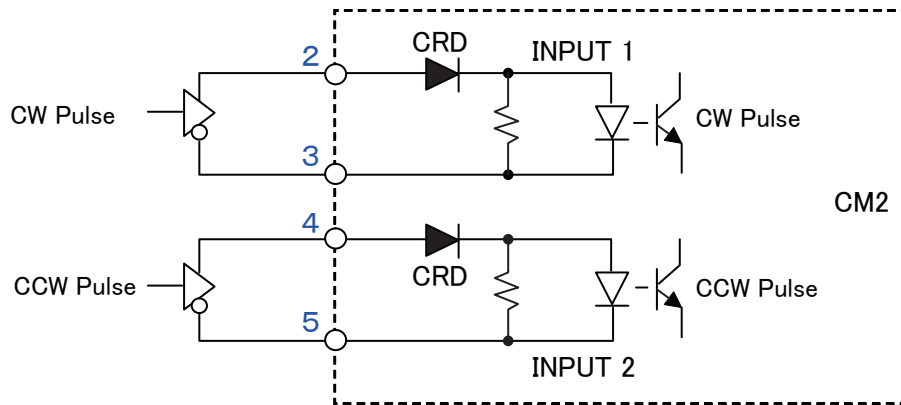 2
CRD
INPUT 1
CW Pulse
CW Pulse
3
CM2
4
CRD
CCW Pulse
CCW Pulse
5
INPUT 2